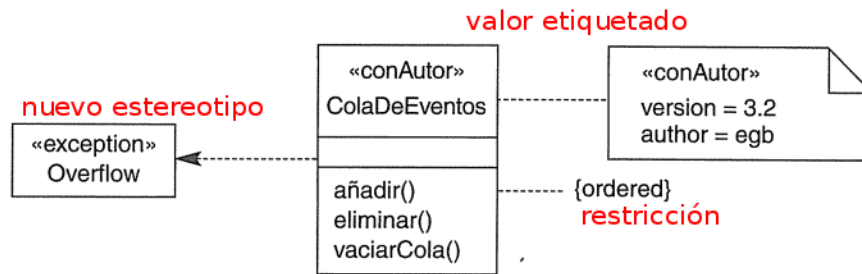 valor etiquetado
«conAutor»
ColaDeEventos
«conAutor»
version = 3.2
author = egb
nuevo estereotipo
«exception»
Overflow
añadir()
eliminar()
vaciarCola()
{ordered}
restricción